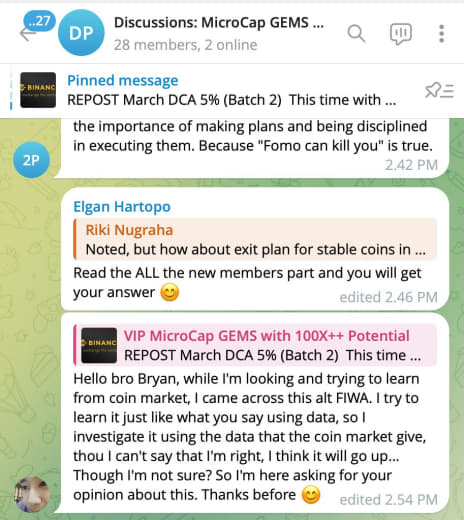 ..27
DP
Discussions: MicroCap GEMS ...
28 members, 2 online
BINANC
Pinned message
REPOST March DCA 5% (Batch 2)  This time with ...
the importance of making plans and being disciplined
in executing them. Because "Fomo can kill you" is true.
2P
2.42 PM
Elgan Hartopo
Riki Nugraha
Noted, but how about exit plan for stable coins in ...
Read the ALL the new members part and you will get
your answer 😊
edited 2.46 PM
BINANC
VIP MicroCap GEMS with 100X++ Potential
REPOST March DCA 5% (Batch 2)  This time ...
Hello bro Bryan, while I'm looking and trying to learn
from coin market, I came across this alt FIWA. I try to
learn it just like what you say using data, so I
investigate it using the data that the coin market give,
thou I can't say that I'm right, I think it will go up...
Though I'm not sure? So I'm here asking for your
opinion about this. Thanks before 😊
edited 2.54 PM